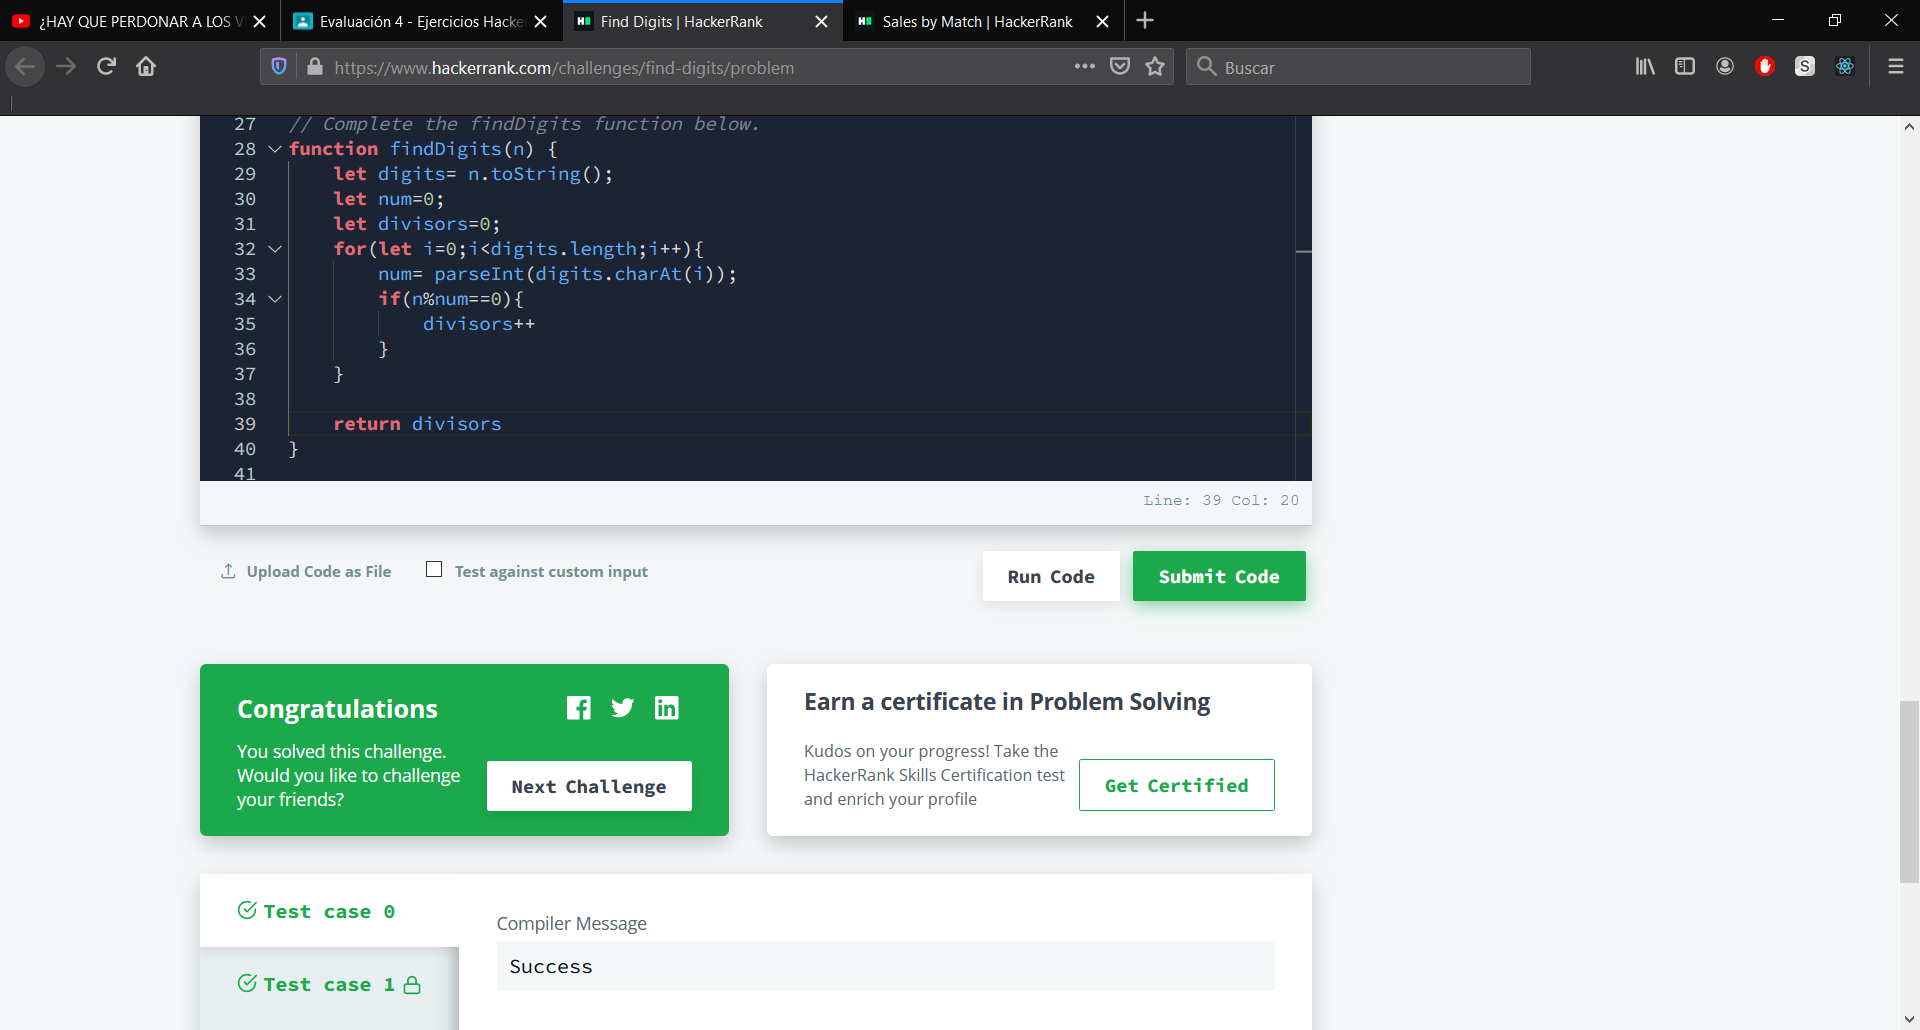 ¿HAY QUE PERDONAR A LOS V
Evaluación 4 - Ejercicios Hacke
Find Digits | HackerRank
Sales by Match | HackerRank
https://www.hackerrank.com/challenges/find-digits/problem
Buscar
27 // Complete the findDigits function below.
28 function findDigits(n) {
29 let digits= n.toString();
30 let num=0;
31 let divisors=0;
32 for(let i=0;i<digits.length;i++){
33 num= parseInt(digits.charAt(i));
34 if(n%num==0){
35 divisors++
36 }
37 }
38
39 return divisors
40 }
41
Line: 39 Col: 20
Upload Code as File
Test against custom input
Run Code
Submit Code
Congratulations
You solved this challenge.
Would you like to challenge
your friends?
Next Challenge
Earn a certificate in Problem Solving
Kudos on your progress! Take the
HackerRank Skills Certification test
and enrich your profile
Get Certified
Test case 0
Test case 1
Compiler Message
Success